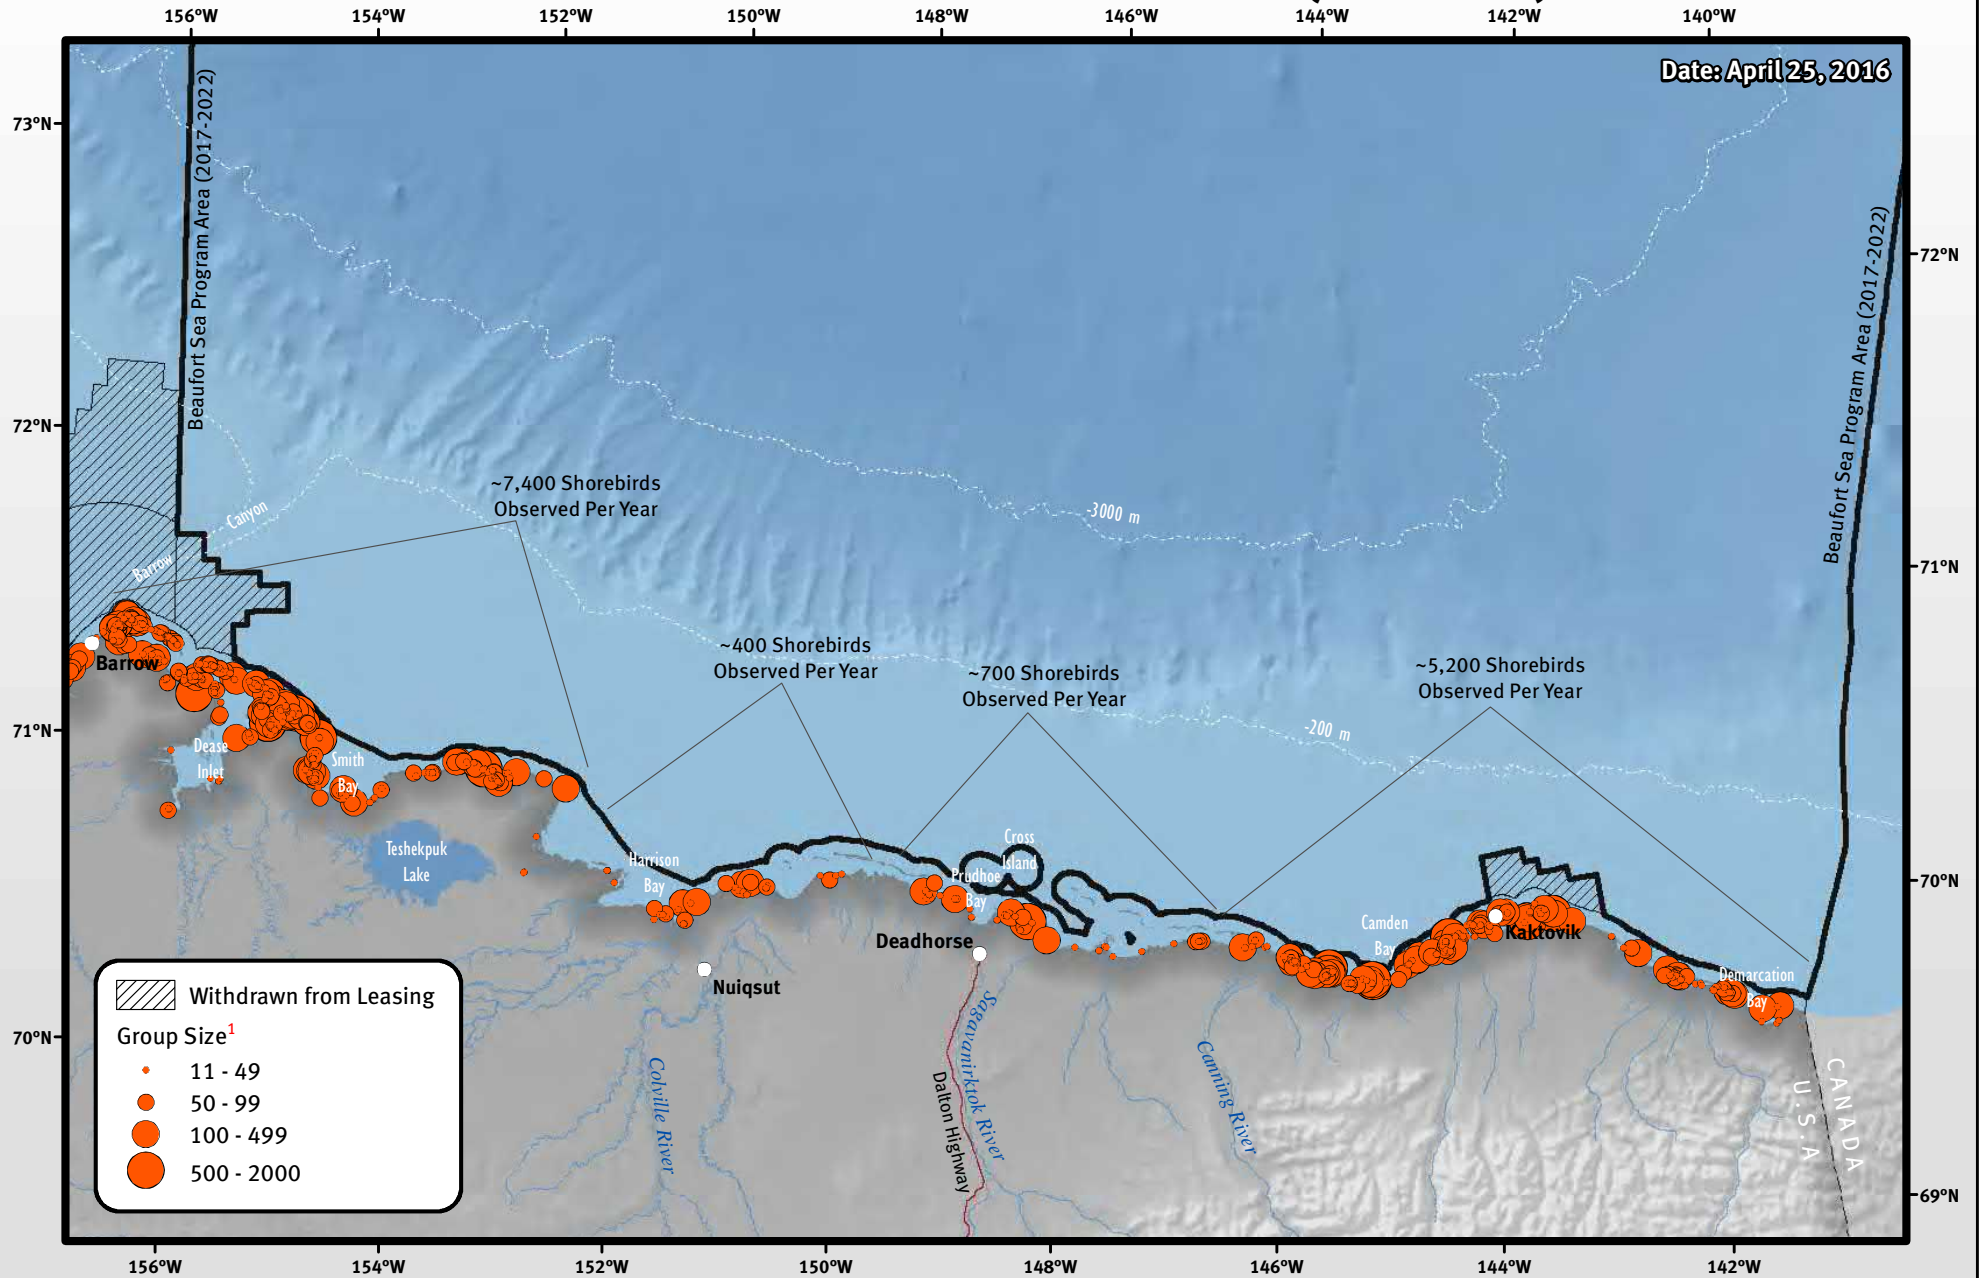 156°W
154°W
152°W
150°W
148°W
146°W
144°W
142°W
140°W
Date: April 25, 2016
73°N
72°N
71°N
70°N
72°N
71°N
70°N
69°N
Beaufort Sea Program Area (2017-2022)
Beaufort Sea Program Area (2017-2022)
~7,400 Shorebirds
Observed Per Year
Canyon
Barrow
-3000 m
~400 Shorebirds
Observed Per Year
~700 Shorebirds
Observed Per Year
~5,200 Shorebirds
Observed Per Year
-200 m
Barrow
Dease
Inlet
Smith
Bay
Teshekpuk
Lake
Harrison
Bay
Cross
Island
Prudhoe
Bay
Camden
Bay
Kaktovik
Demarcation
Bay
Deadhorse
Nuiqsut
Colville River
Sagavanirktok River
Dalton Highway
Canning River
CANADA
U.S.A
Withdrawn from Leasing
Group Size1
11 - 49
50 - 99
100 - 499
500 - 2000
156°W
154°W
152°W
150°W
148°W
146°W
144°W
142°W